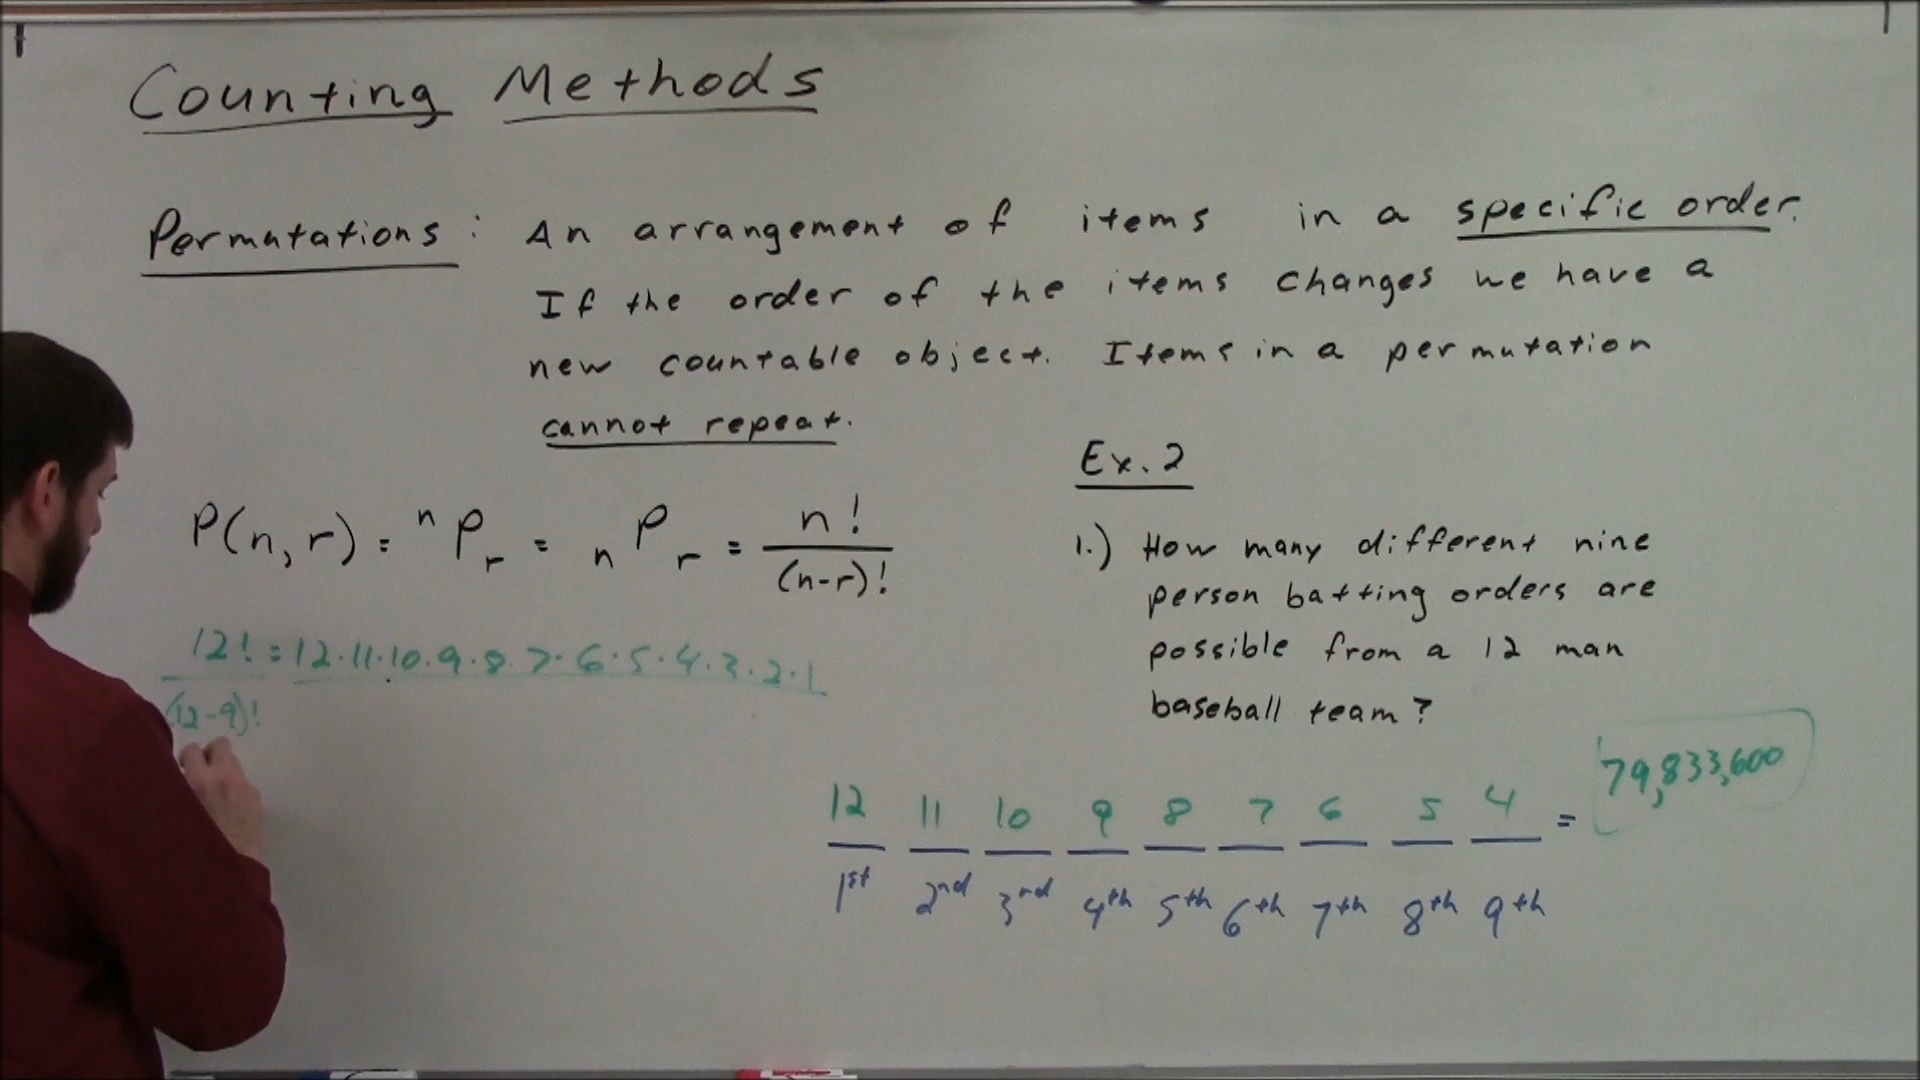 Counting Methods
Permutations: An arrangement of items in a specific order.
If the order of the items changes we have a
new countable object. Items in a permutation
cannot repeat.
P(n,r) = ⁿPᵣ = ₙPᵣ = n!
(n-r)!
12! = 12·11·10·9·8·7·6·5·4·3·2·1
(12-9)!
Ex. 2
1.) How many different nine
person batting orders are
possible from a 12 man
baseball team?
12 11 10 9 8 7 6 5 4 = 79,833,600
1st 2nd 3rd 4th 5th 6th 7th 8th 9th